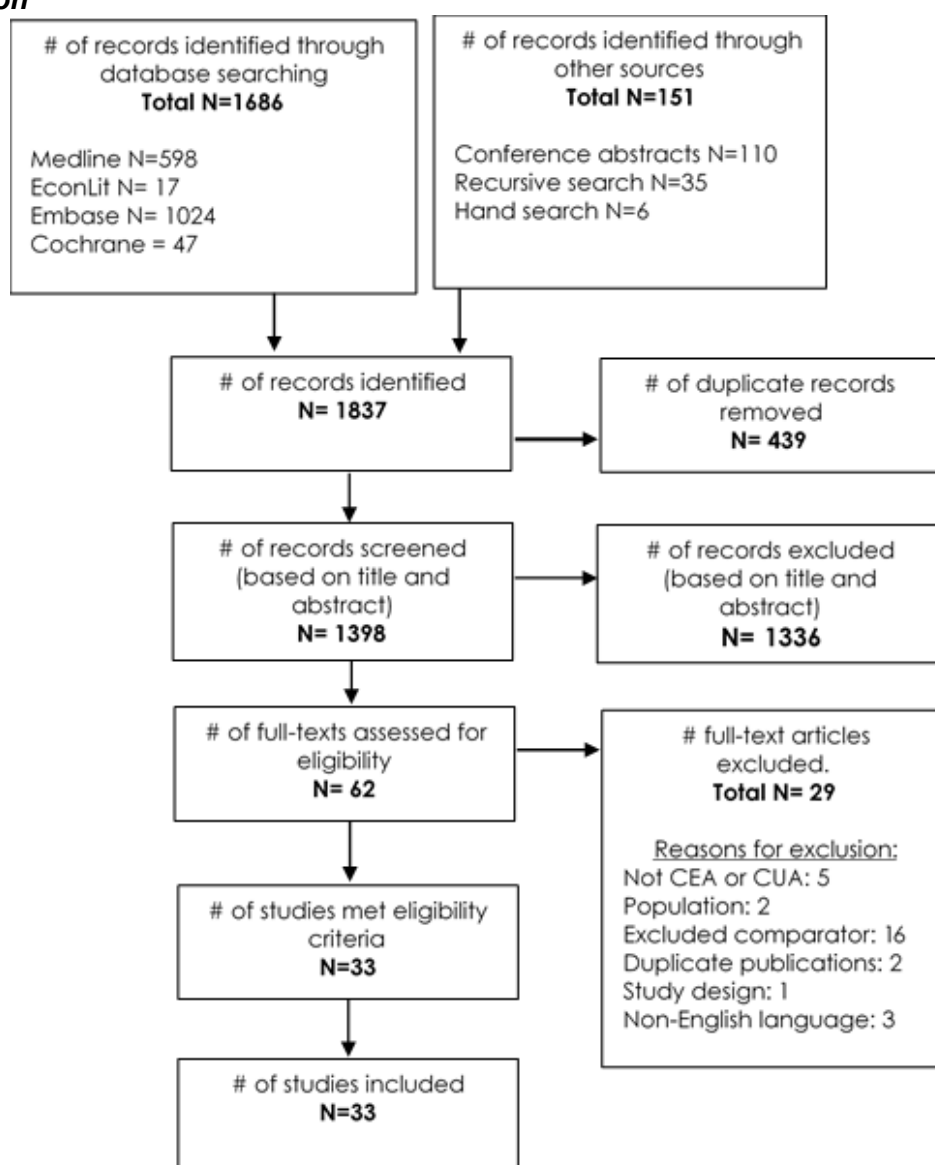 on
# of records identified through
database searching
Total N=1686
Medline N=598
EconLit N= 17
Embase N= 1024
Cochrane = 47
# of records identified through
other sources
Total N=151
Conference abstracts N=110
Recursive search N=35
Hand search N=6
# of records identified
N= 1837
# of duplicate records
removed
N= 439
# of records screened
(based on title and
abstract)
N= 1398
# of records excluded
(based on title and
abstract)
N= 1336
# of full-texts assessed for
eligibility
N= 62
# full-text articles
excluded.
Total N= 29
Reasons for exclusion:
Not CEA or CUA: 5
Population: 2
Excluded comparator: 16
Duplicate publications: 2
Study design: 1
Non-English language: 3
# of studies met eligibility
criteria
N=33
# of studies included
N=33